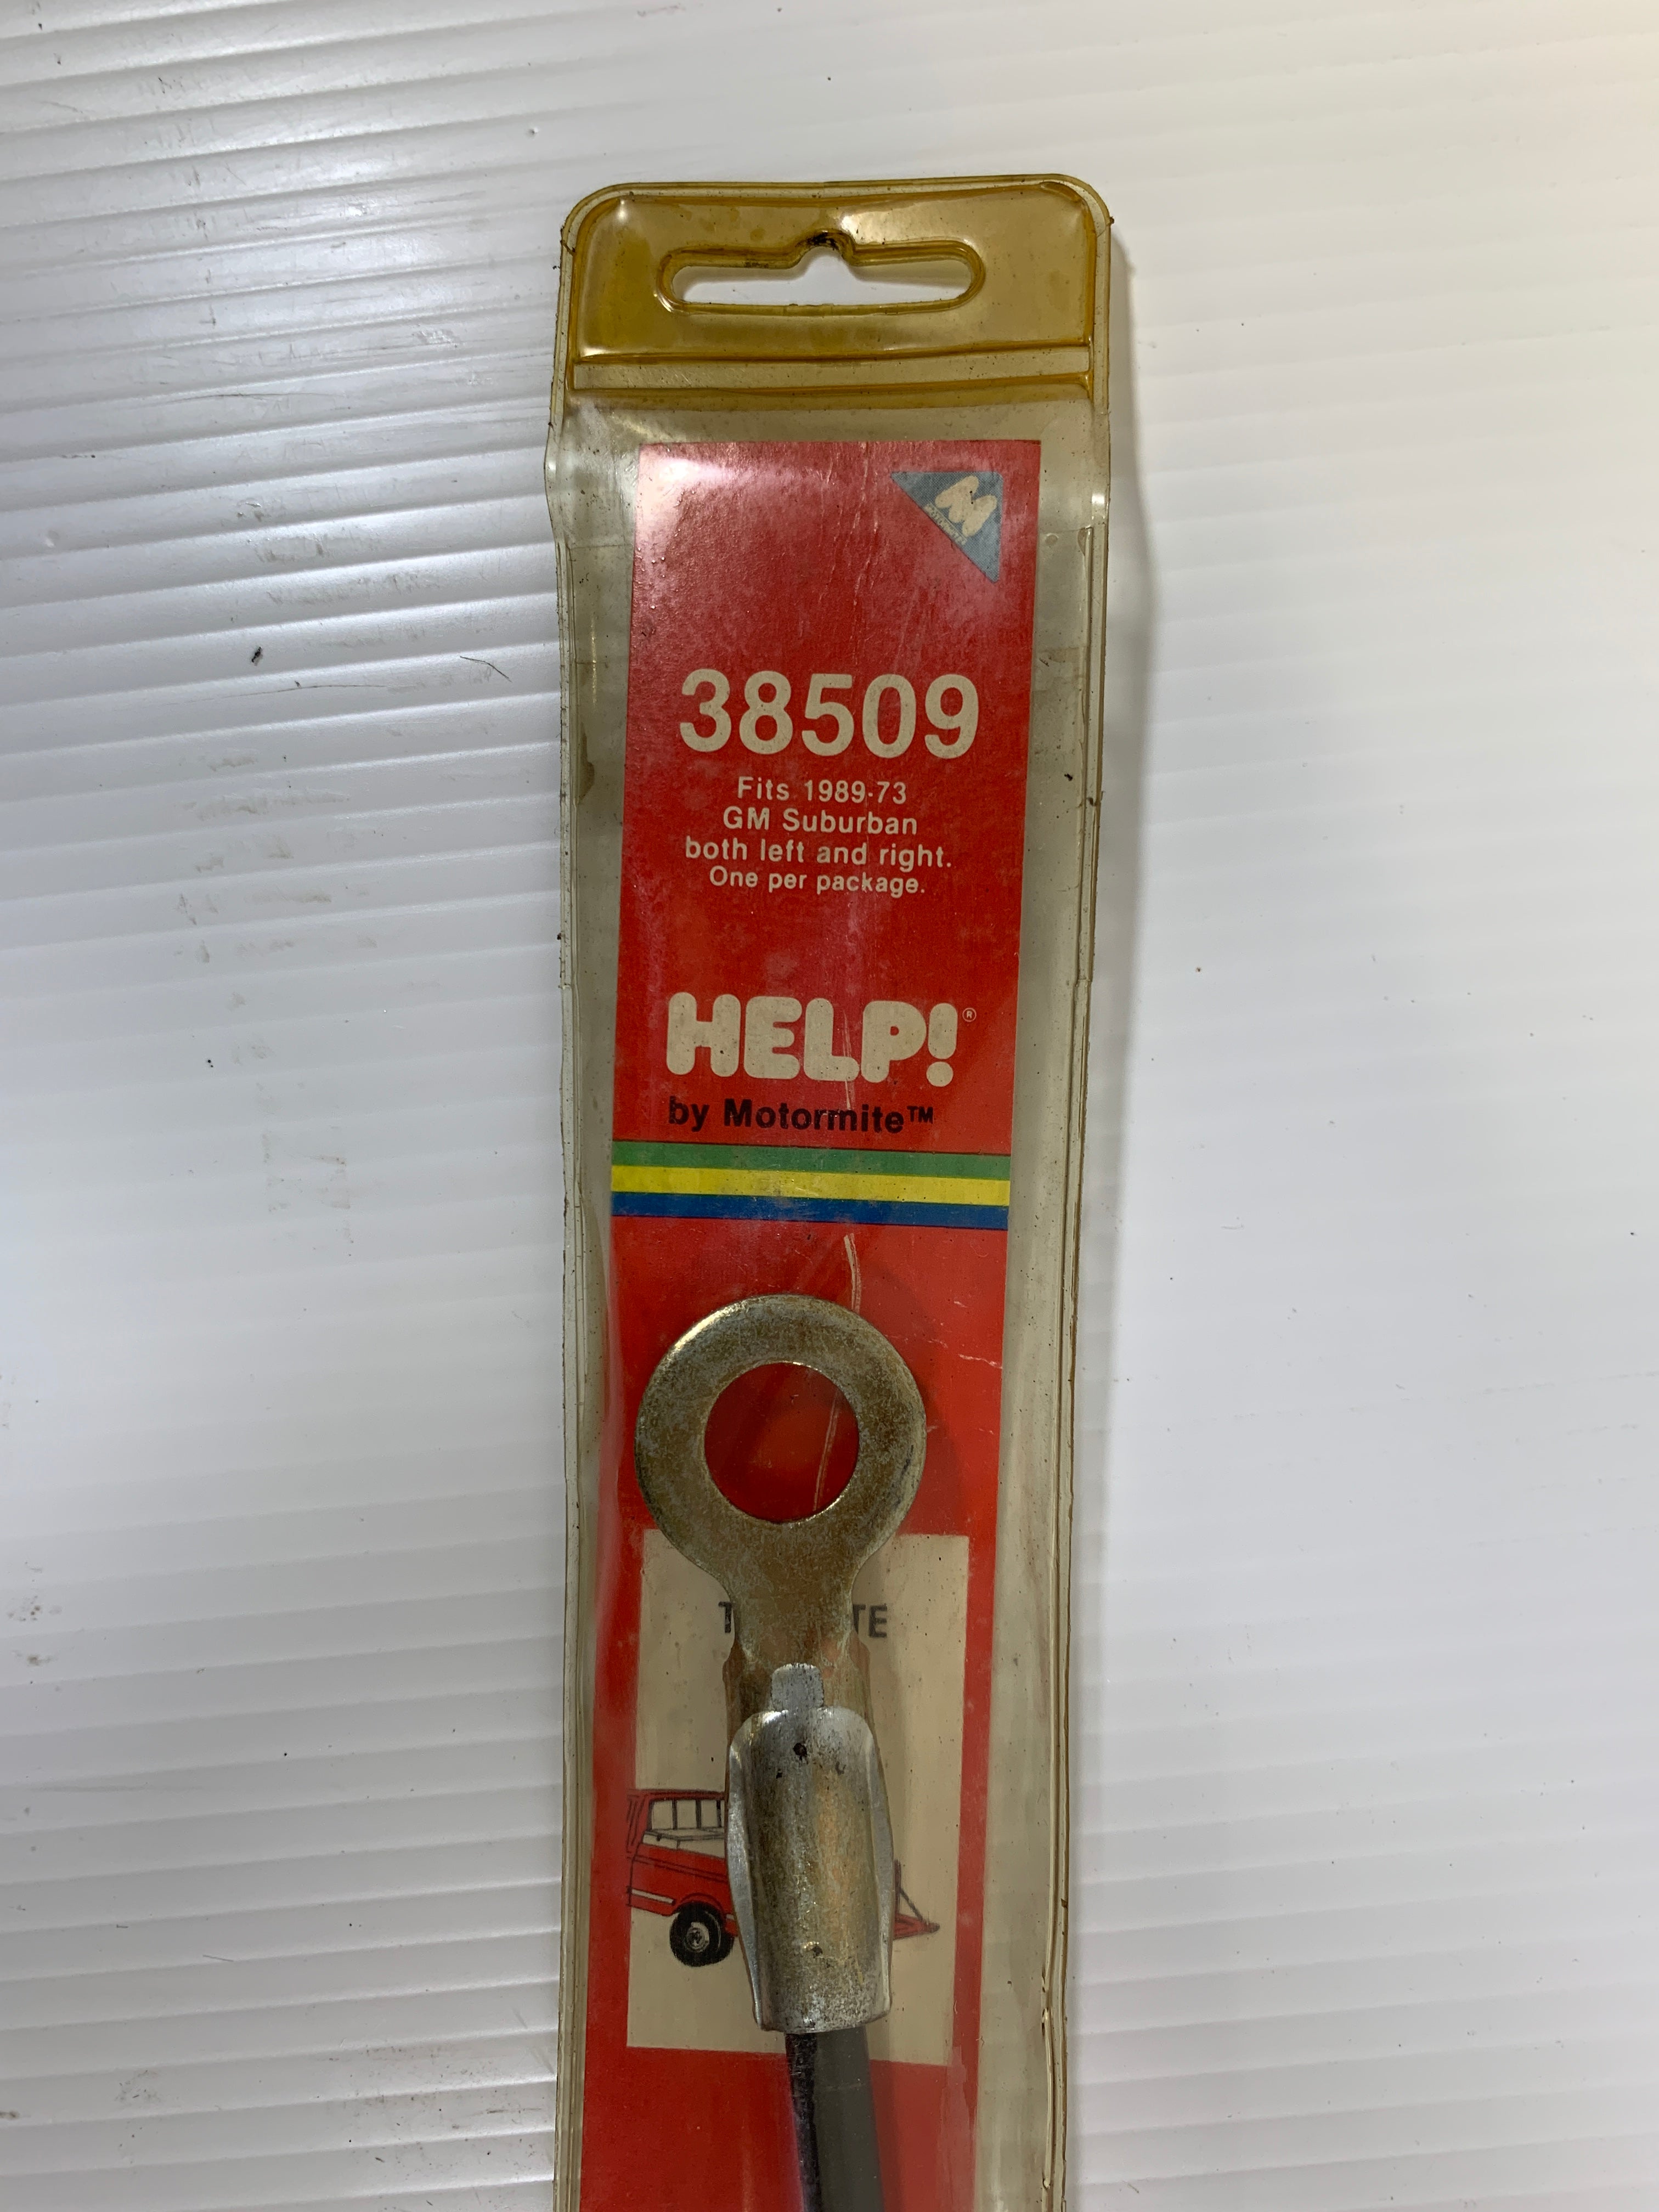 M
38509
Fits 1989-73
GM Suburban
both left and right.
One per package.
HELP!®
by Motormite™